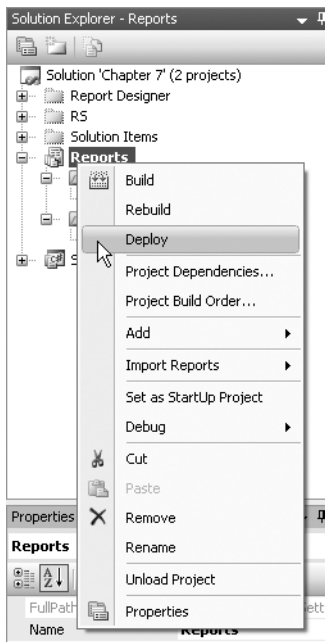 Solution Explorer - Reports
Solution 'Chapter 7' (2 projects)
Report Designer
RS
Solution Items
Reports
Build
Rebuild
Deploy
Project Dependencies...
Project Build Order...
Add
Import Reports
Set as StartUp Project
Debug
Cut
Paste
Remove
Rename
Unload Project
Properties
Properties
Reports
FullPath
Name
Reports